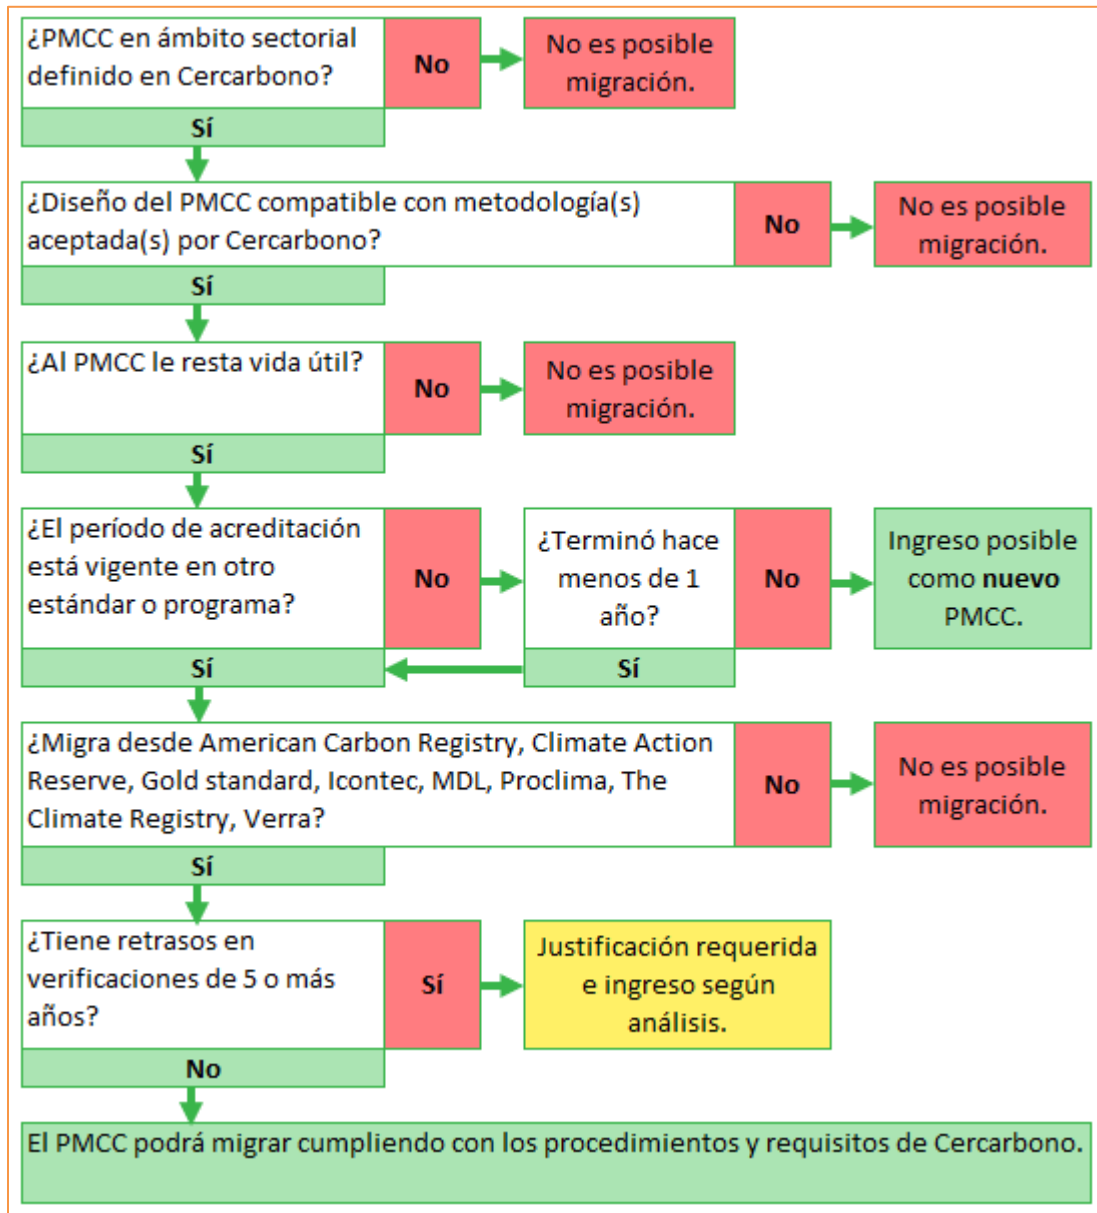 ¿PMCC en ámbito sectorial
definido en Cercarbono?
No
No es posible
migración.
Sí
¿Diseño del PMCC compatible con metodología(s)
aceptada(s) por Cercarbono?
No
No es posible
migración.
Sí
¿Al PMCC le resta vida útil?
No
No es posible
migración.
Sí
¿El período de acreditación
está vigente en otro
estándar o programa?
No
¿Terminó hace
menos de 1
año?
No
Ingreso posible
como nuevo
PMCC.
Sí
Sí
¿Migra desde American Carbon Registry, Climate Action
Reserve, Gold standard, Icontec, MDL, Proclima, The
Climate Registry, Verra?
No
No es posible
migración.
Sí
¿Tiene retrasos en
verificaciones de 5 o más
años?
Sí
Justificación requerida
e ingreso según
análisis.
No
El PMCC podrá migrar cumpliendo con los procedimientos y requisitos de Cercarbono.